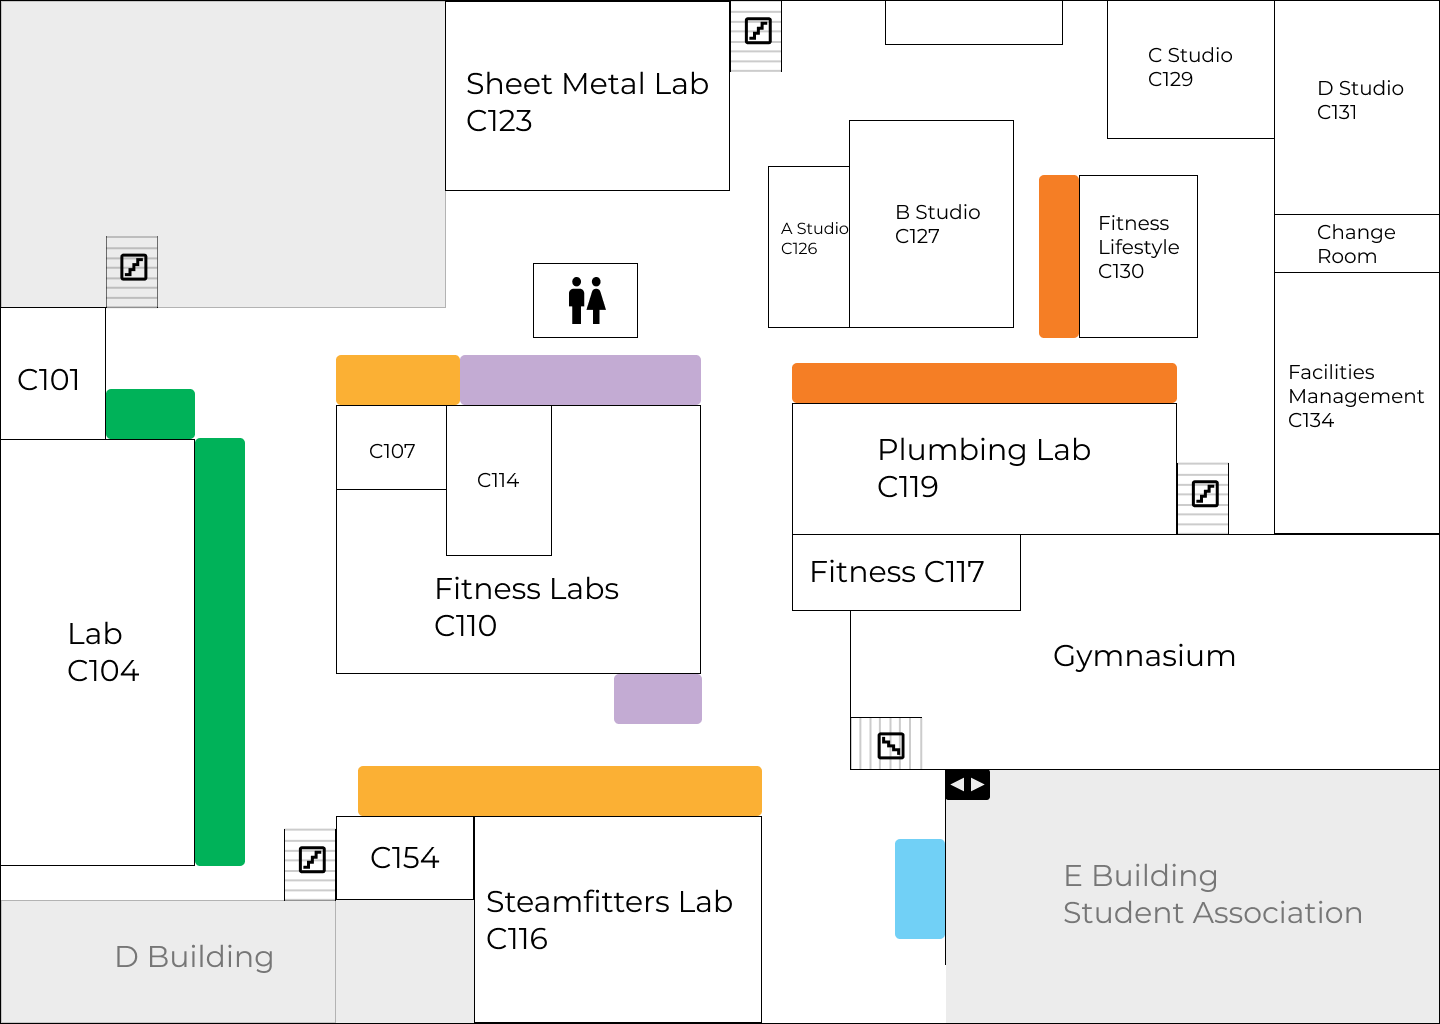 Sheet Metal Lab
C123
C Studio
C129
D Studio
C131
A Studio
C126
B Studio
C127
Fitness
Lifestyle
C130
Change
Room
C101
Facilities
Management
C134
C107
C114
Plumbing Lab
C119
Fitness Labs
C110
Fitness C117
Lab
C104
Gymnasium
C154
Steamfitters Lab
C116
E Building
Student Association
D Building